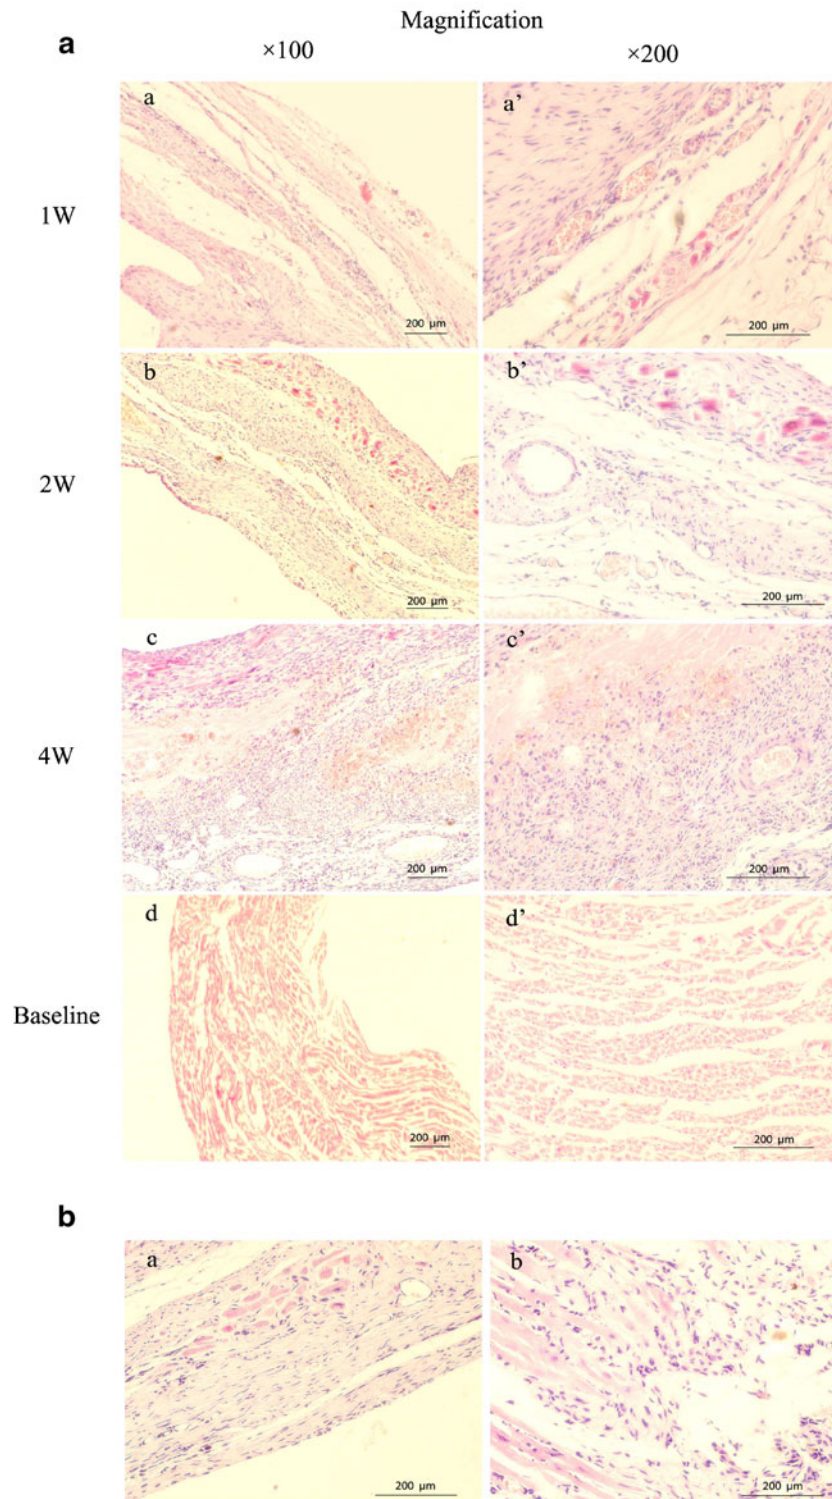 Magnification
a
×100 ×200
a a'
1W
200 µm 200 µm
b b'
2W
200 µm 200 µm
c c'
4W
200 µm 200 µm
d d'
Baseline
200 µm 200 µm
b
a b
200 µm 200 µm